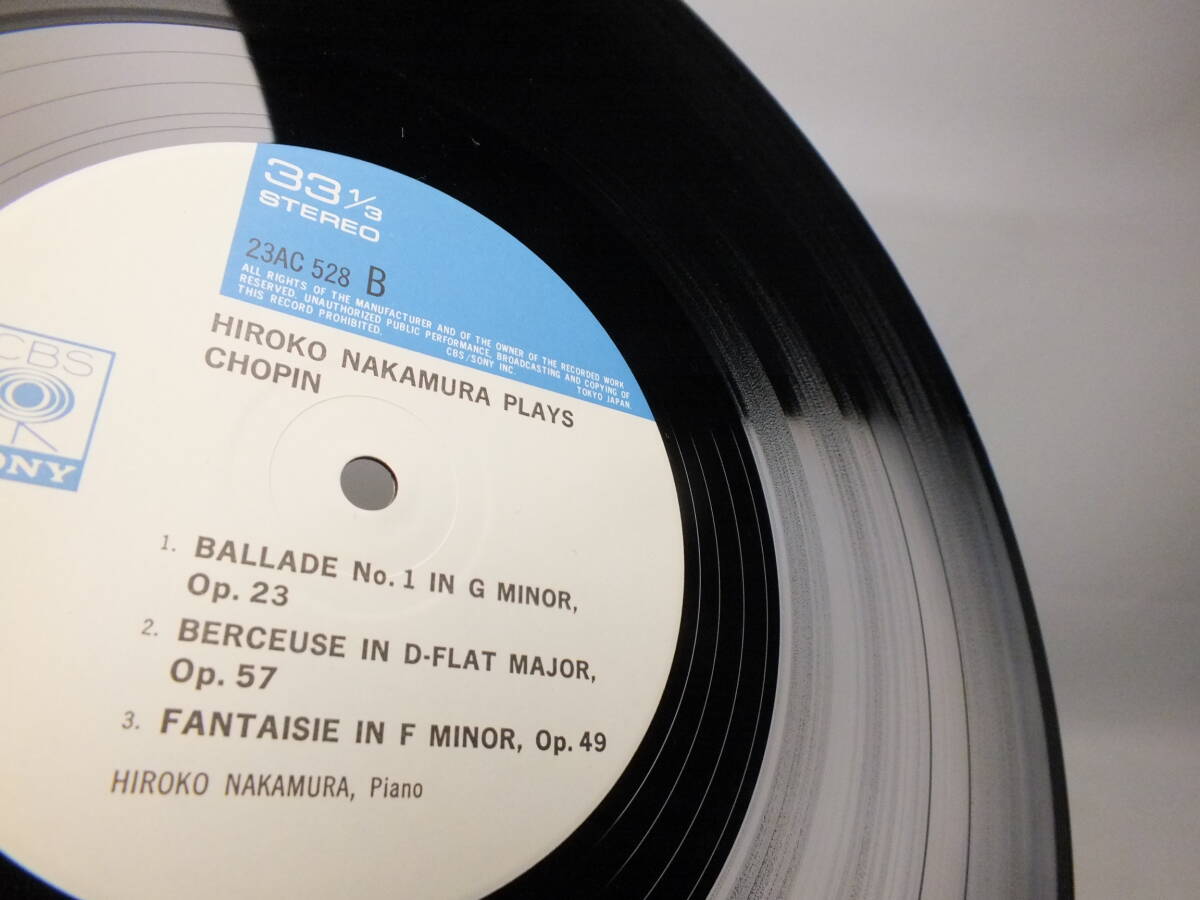 33 1/3
STEREO
23AC 528 B
ALL RIGHTS OF THE MANUFACTURER AND OF THE OWNER OF THE RECORDED WORK
RESERVED. UNAUTHORIZED PUBLIC PERFORMANCE, BROADCASTING AND COPYING OF
THIS RECORD PROHIBITED. CBS/SONY INC. TOKYO JAPAN.
HIROKO NAKAMURA PLAYS
CHOPIN
CBS
SONY
1. BALLADE No. 1 IN G MINOR,
Op. 23
2. BERCEUSE IN D-FLAT MAJOR,
Op. 57
3. FANTAISIE IN F MINOR, Op. 49
HIROKO NAKAMURA, Piano